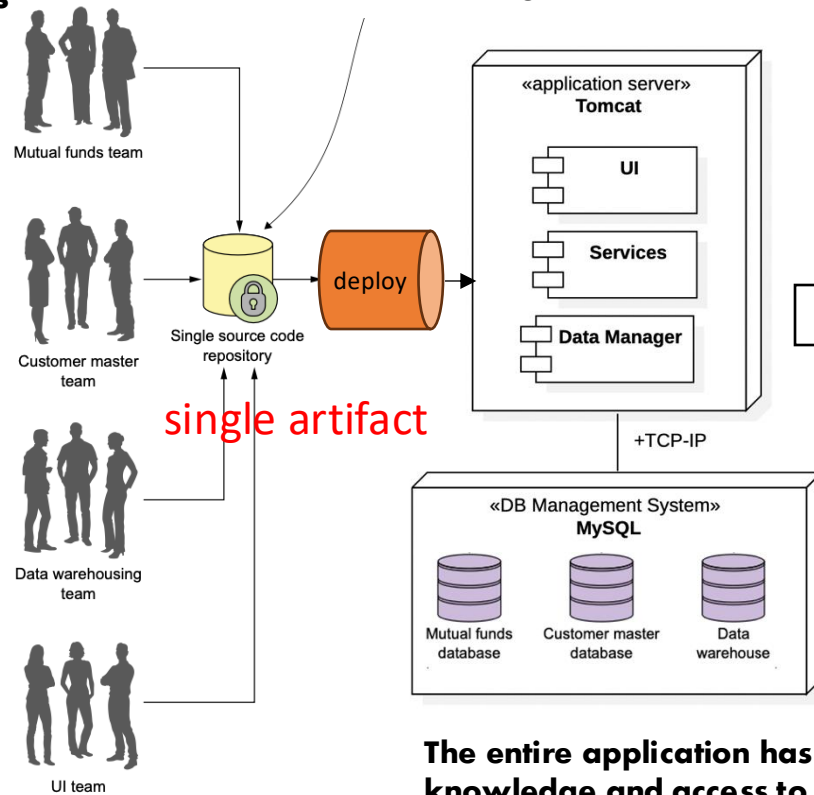 Mutual funds team
Customer master
team
Data warehousing
team
UI team
Single source code
repository
single artifact
deploy
«application server»
Tomcat
UI
Services
Data Manager
+TCP-IP
«DB Management System»
MySQL
Mutual funds
database
Customer master
database
Data
warehouse
The entire application has
knowledge and access to